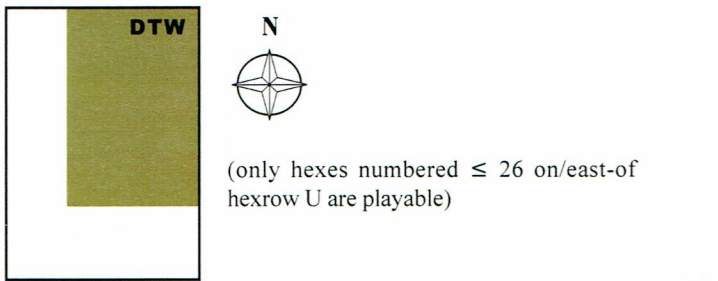 DTW
N
(only hexes numbered ≤ 26 on/east-of
hexrow U are playable)